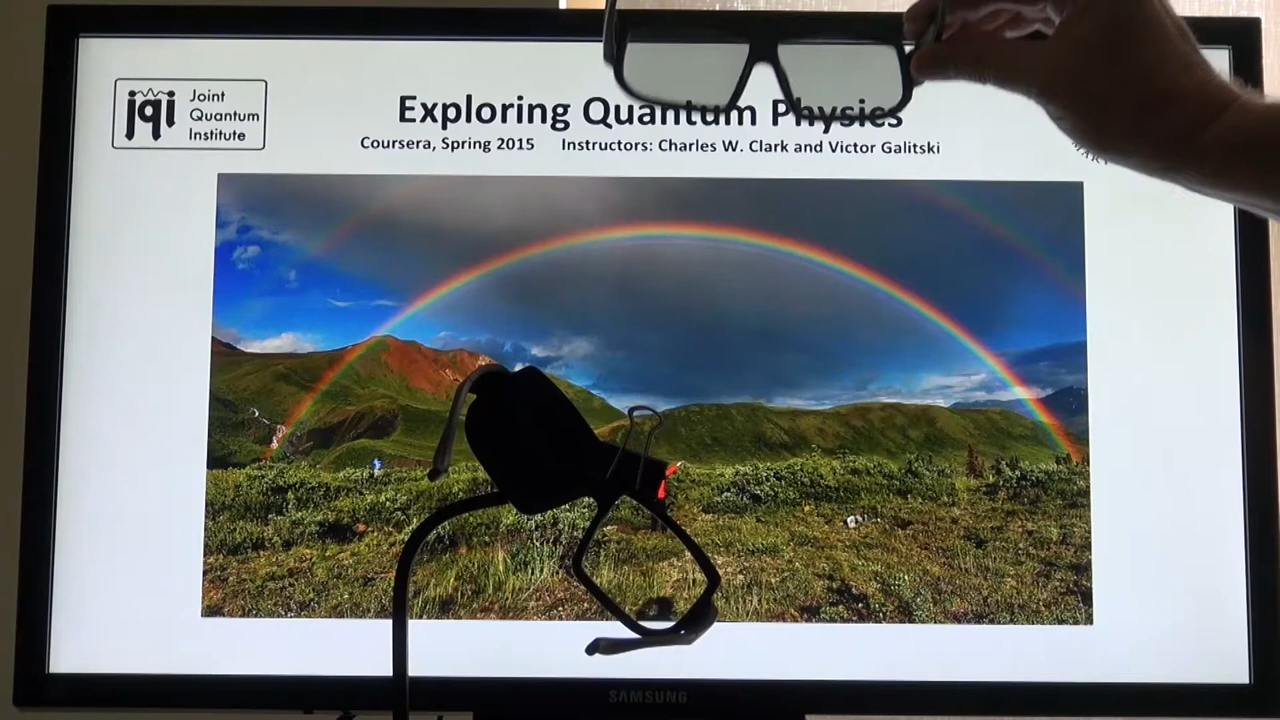 Joint
Quantum
Institute
jqi
Exploring Quantum Physics
Coursera, Spring 2015 Instructors: Charles W. Clark and Victor Galitski
SAMSUNG